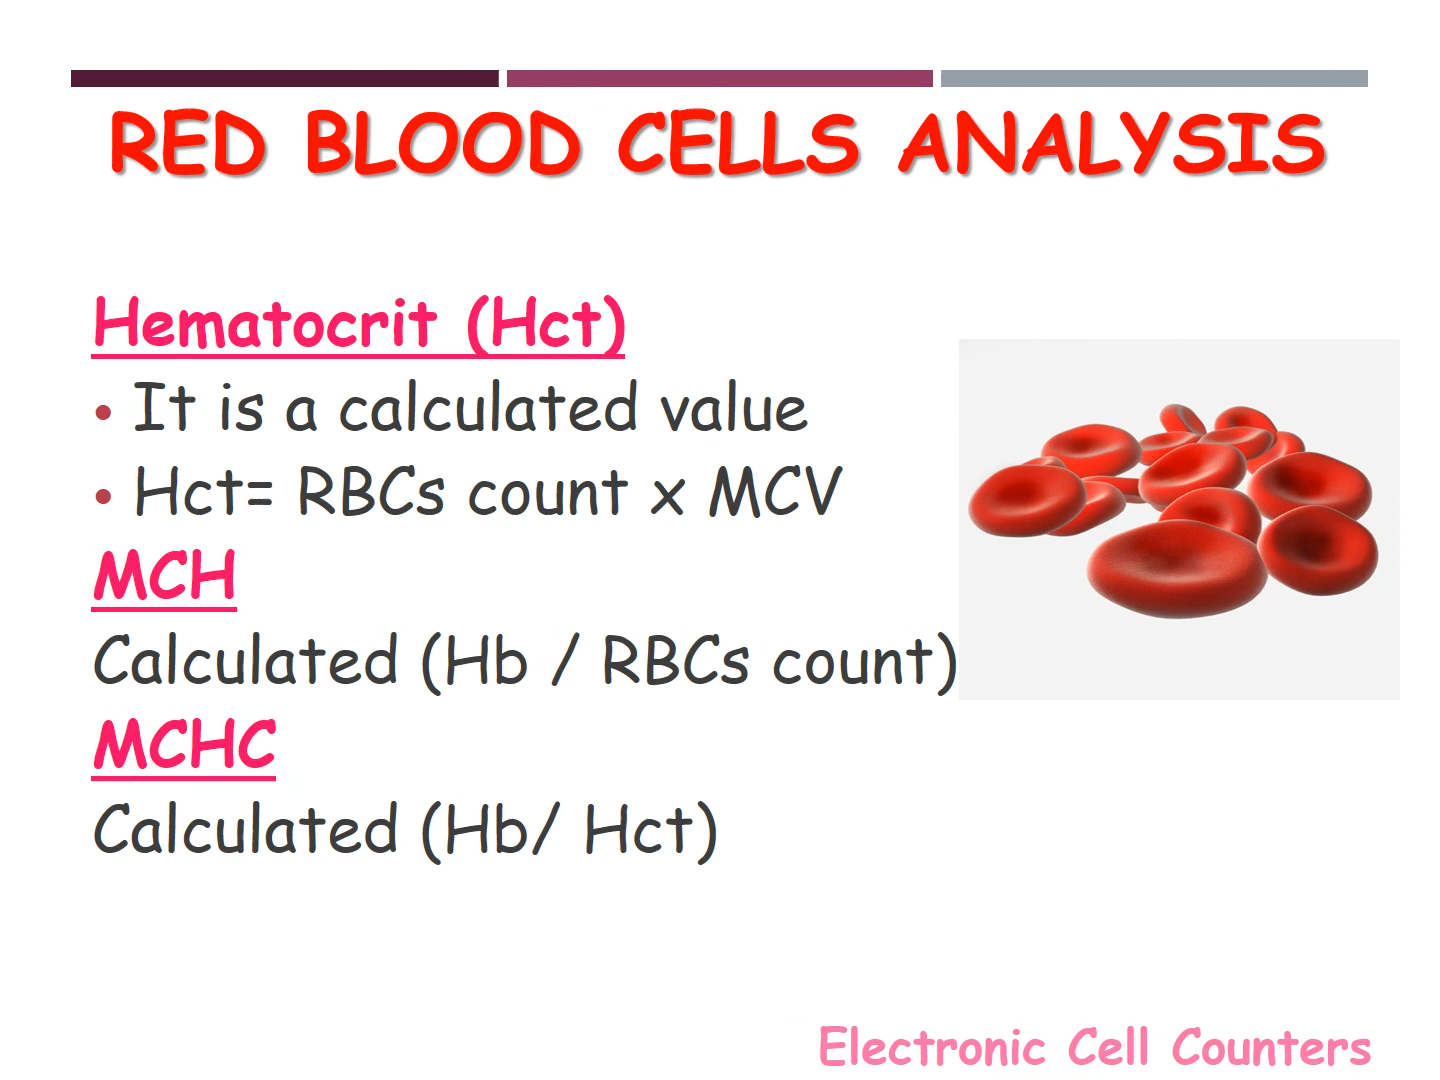 RED BLOOD CELLS ANALYSIS
Hematocrit (Hct)
• It is a calculated value
• Hct= RBCs count x MCV
MCH
Calculated (Hb / RBCs count)
MCHC
Calculated (Hb/ Hct)
Electronic Cell Counters